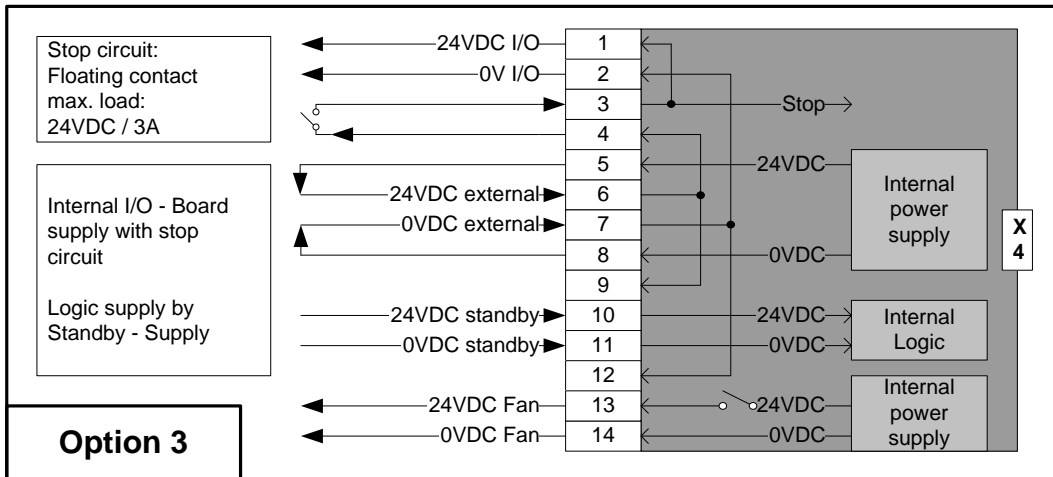 Stop circuit:
Floating contact
max. load:
24VDC / 3A
Internal I/O - Board
supply with stop
circuit
Logic supply by
Standby - Supply
Option 3
24VDC I/O 1
0V I/O 2
3 Stop
4
5 24VDC
24VDC external 6
0VDC external 7
8 0VDC
9
24VDC standby 10 24VDC
0VDC standby 11 0VDC
12
24VDC Fan 13 24VDC
0VDC Fan 14 0VDC
Internal
power
supply
Internal
Logic
Internal
power
supply
X
4